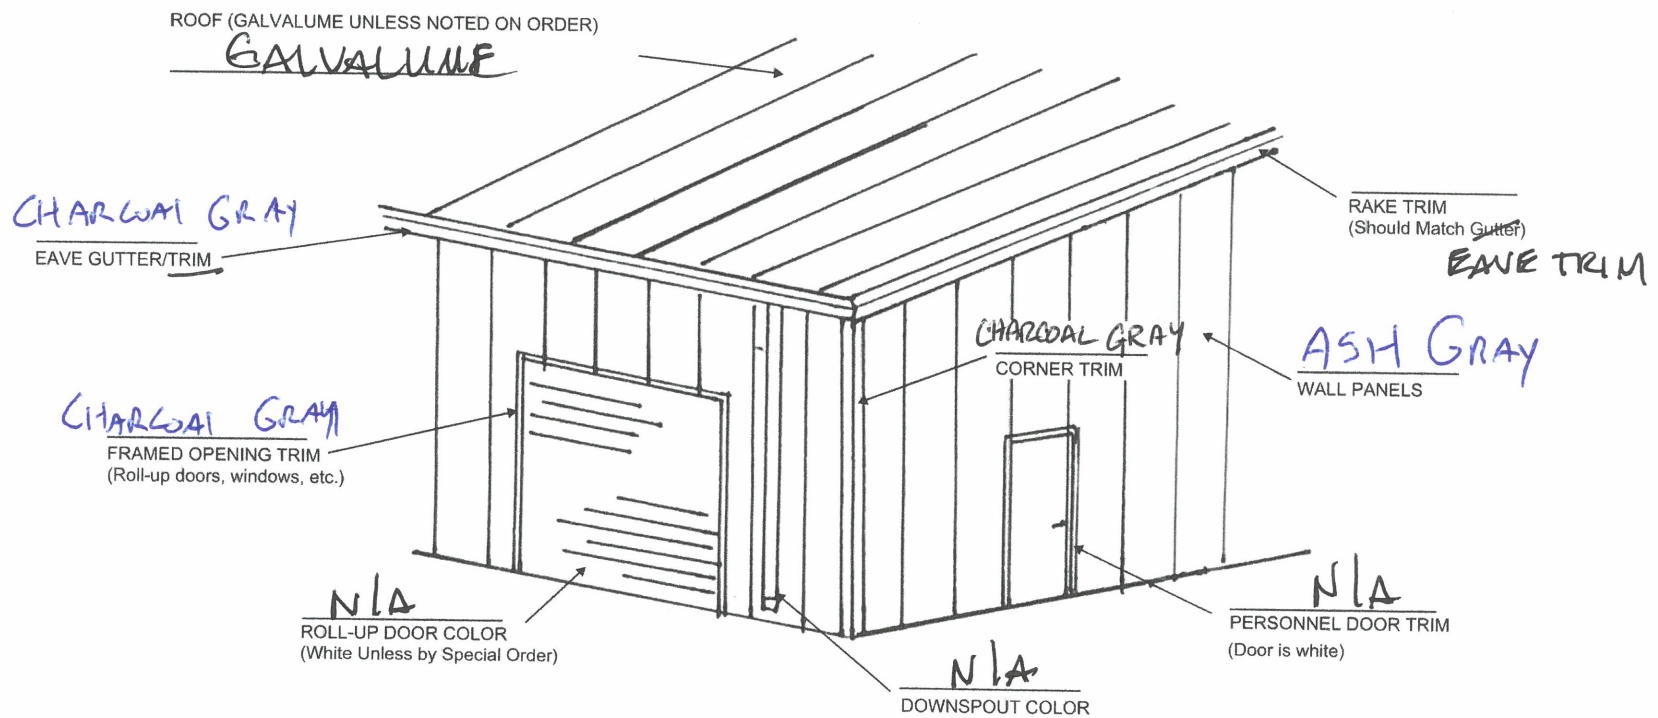 ROOF (GALVALUME UNLESS NOTED ON ORDER)
GALVALUME
CHARCOAL GRAY
EAVE GUTTER/TRIM
RAKE TRIM
(Should Match Gutter)
EAVE TRIM
CHARCOAL GRAY
CORNER TRIM
ASH GRAY
WALL PANELS
CHARCOAL GRAY
FRAMED OPENING TRIM
(Roll-up doors, windows, etc.)
N/A
ROLL-UP DOOR COLOR
(White Unless by Special Order)
N/A
PERSONNEL DOOR TRIM
(Door is white)
N/A
DOWNSPOUT COLOR